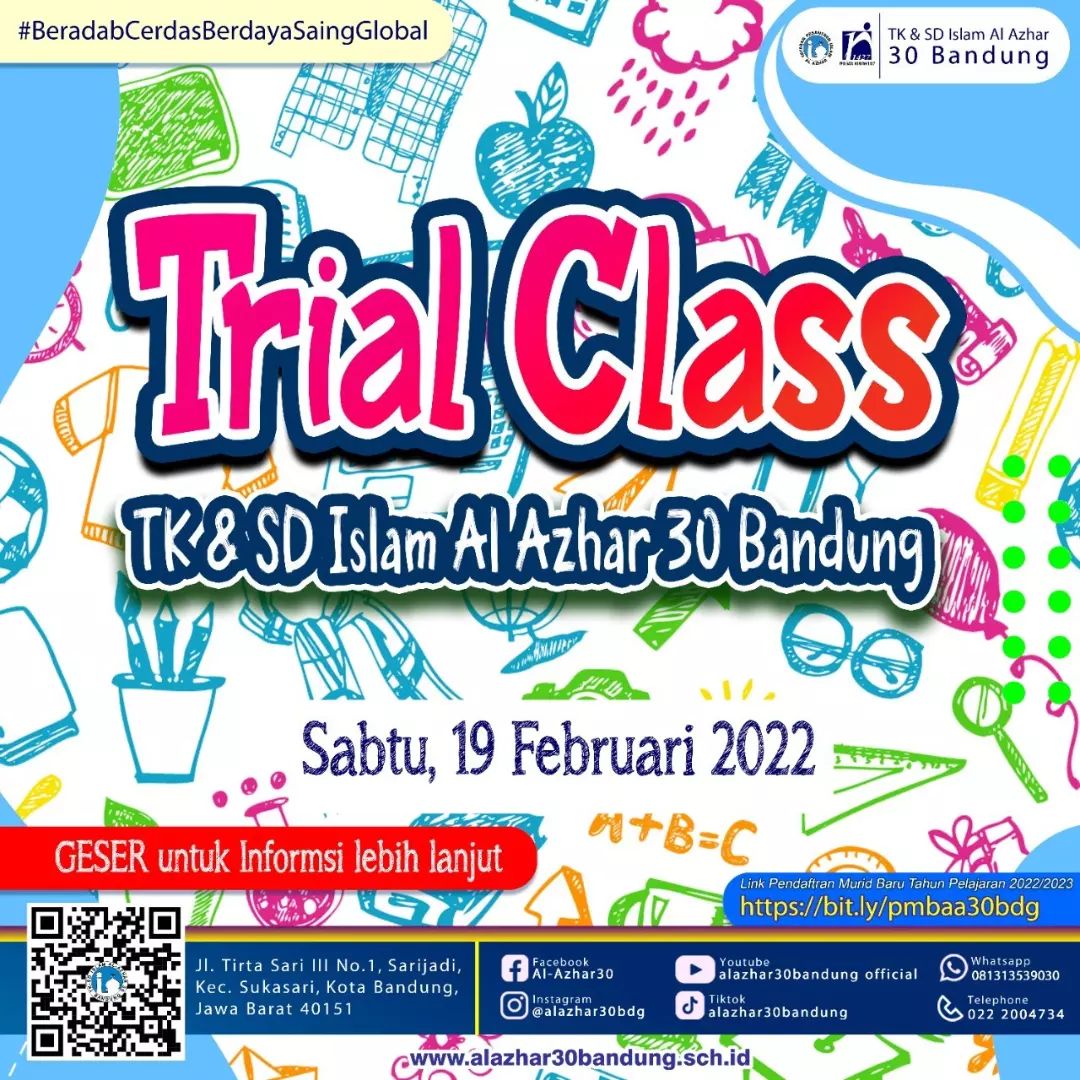 #BeradabCerdasBerdayaSaingGlobal
TK & SD Islam Al Azhar
30 Bandung
Trial Class
TK & SD Islam Al Azhar 30 Bandung
Sabtu, 19 Februari 2022
A+B=C
GESER untuk Informsi lebih lanjut
Link Pendaftran Murid Baru Tahun Pelajaran 2022/2023
https://bit.ly/pmbaa30bdg
Jl. Tirta Sari III No.1, Sarijadi,
Kec. Sukasari, Kota Bandung,
Jawa Barat 40151
Facebook
Al-Azhar30
Instagram
@alazhar30bdg
Youtube
alazhar30bandung official
Tiktok
alazhar30bandung
Whatsapp
081313539030
Telephone
022 2004734
www.alazhar30bandung.sch.id